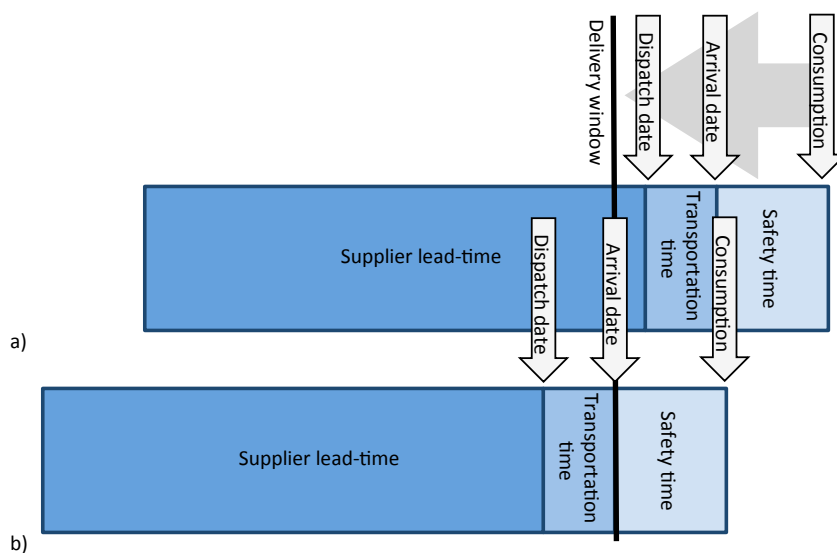 Delivery window
Dispatch date
Arrival date
Consumption
Supplier lead-time
Transportation
time
Safety time
a)
Dispatch date
Arrival date
Consumption
Supplier lead-time
Transportation
time
Safety time
b)